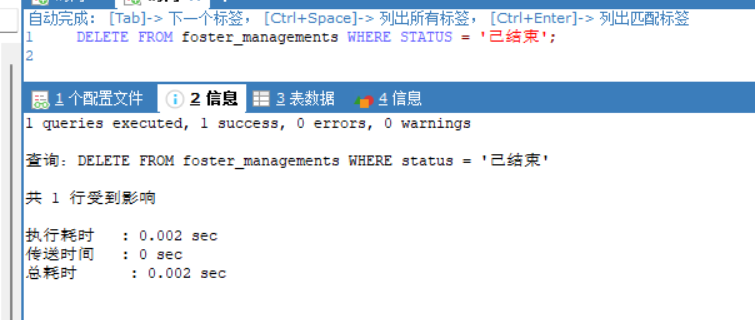 自动完成: [Tab]-> 下一个标签, [Ctrl+Space]-> 列出所有标签, [Ctrl+Enter]-> 列出匹配标签
1 DELETE FROM foster_managements WHERE STATUS = '已结束';
2
1 个配置文件 2 信息 3 表数据 4 信息
1 queries executed, 1 success, 0 errors, 0 warnings
查询: DELETE FROM foster_managements WHERE status = '已结束'
共 1 行受到影响
执行耗时 : 0.002 sec
传送时间 : 0 sec
总耗时 : 0.002 sec